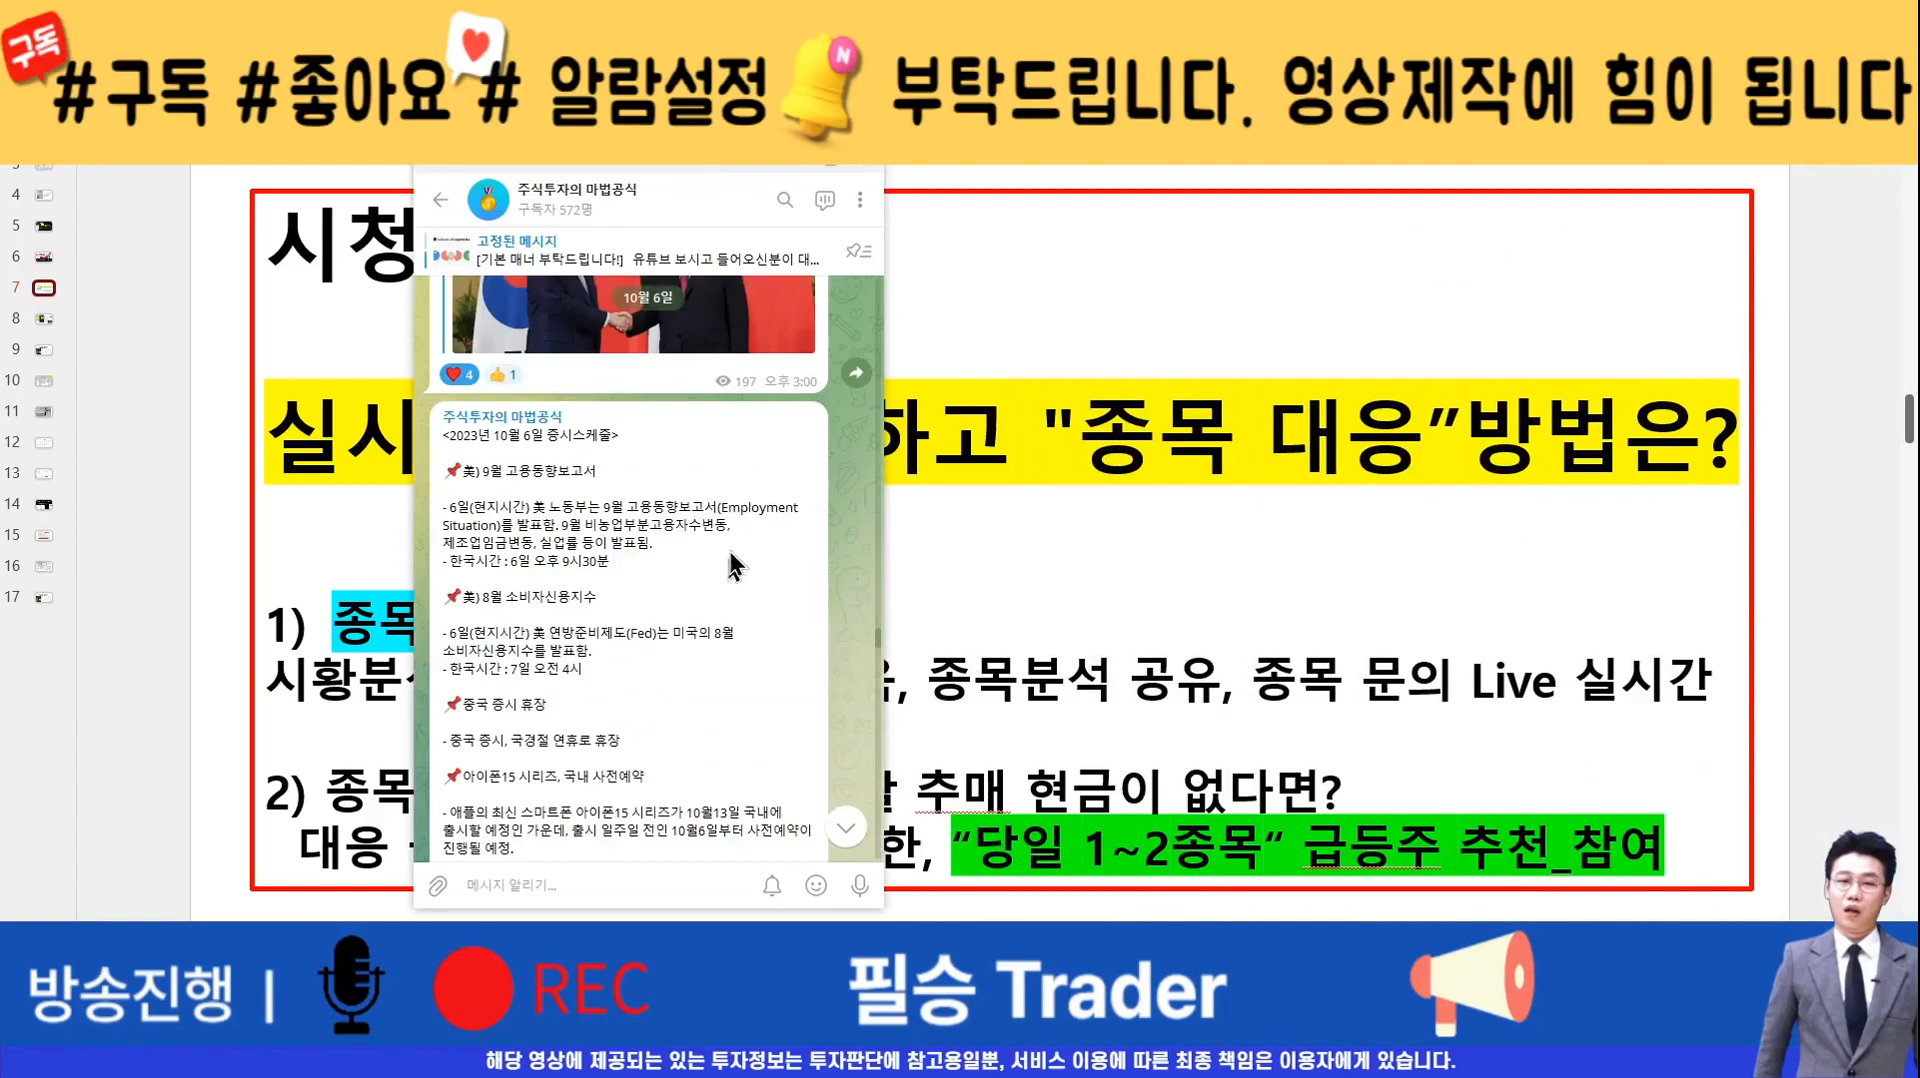 구독
#구독 #좋아요 # 알람설정 N 부탁드립니다. 영상제작에 힘이 됩니다
4
5
6
7
8
9
10
11
12
13
14
15
16
17
시청
실시 하고 "종목 대응”방법은?
1) 종목
시황분 , 종목분석 공유, 종목 문의 Live 실시간
2) 종목 추매 현금이 없다면?
대응 한, “당일 1~2종목“ 급등주 추천_참여
주식투자의 마법공식
구독자 572명
고정된 메시지
[기본 매너 부탁드립니다!] 유튜브 보시고 들어오신분이 대...
10월 6일
4 1
197 오후 3:00
주식투자의 마법공식
<2023년 10월 6일 증시스케줄>
📌美) 9월 고용동향보고서
- 6일(현지시간) 美 노동부는 9월 고용동향보고서(Employment
Situation)를 발표함. 9월 비농업부분고용자수변동,
제조업임금변동, 실업률 등이 발표됨.
- 한국시간 : 6일 오후 9시30분
📌美) 8월 소비자신용지수
- 6일(현지시간) 美 연방준비제도(Fed)는 미국의 8월
소비자신용지수를 발표함.
- 한국시간 : 7일 오전 4시
📌중국 증시 휴장
- 중국 증시, 국경절 연휴로 휴장
📌아이폰15 시리즈, 국내 사전예약
- 애플의 최신 스마트폰 아이폰15 시리즈가 10월13일 국내에
출시할 예정인 가운데, 출시 일주일 전인 10월6일부터 사전예약이
진행될 예정.
메시지 알리기...
방송진행 | REC 필승 Trader
해당 영상에 제공되는 있는 투자정보는 투자판단에 참고용일뿐, 서비스 이용에 따른 최종 책임은 이용자에게 있습니다.